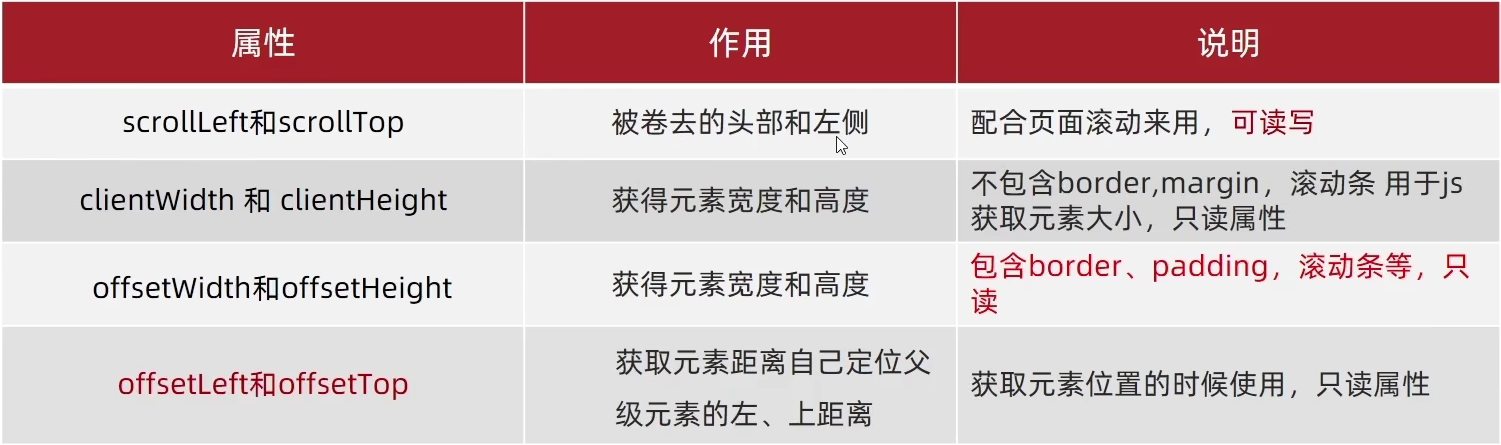 属性
作用
说明
scrollLeft和scrollTop
被卷去的头部和左侧
配合页面滚动来用，可读写
clientWidth 和 clientHeight
获得元素宽度和高度
不包含border,margin，滚动条 用于js
获取元素大小，只读属性
offsetWidth和offsetHeight
获得元素宽度和高度
包含border、padding，滚动条等，只
读
offsetLeft和offsetTop
获取元素距离自己定位父
级元素的左、上距离
获取元素位置的时候使用，只读属性